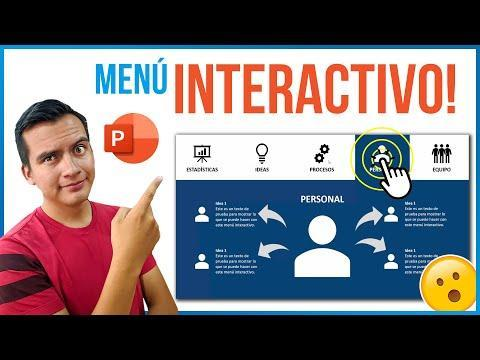 MENÚ INTERACTIVO!
P
ESTADÍSTICAS
IDEAS
PROCESOS
EQUIPO
PERSONAL
Idea 1
Este es un texto de
prueba para mostrar lo
que se puede hacer con
este menú interactivo.
Idea 1
Este es un texto de
prueba para mostrar lo
que se puede hacer con
este menú interactivo.
Idea 1
Este es un texto de
prueba para mostrar lo
que se puede hacer con
este menú interactivo.
Idea 1
Este es un texto de
prueba para mostrar lo
que se puede hacer con
este menú interactivo.